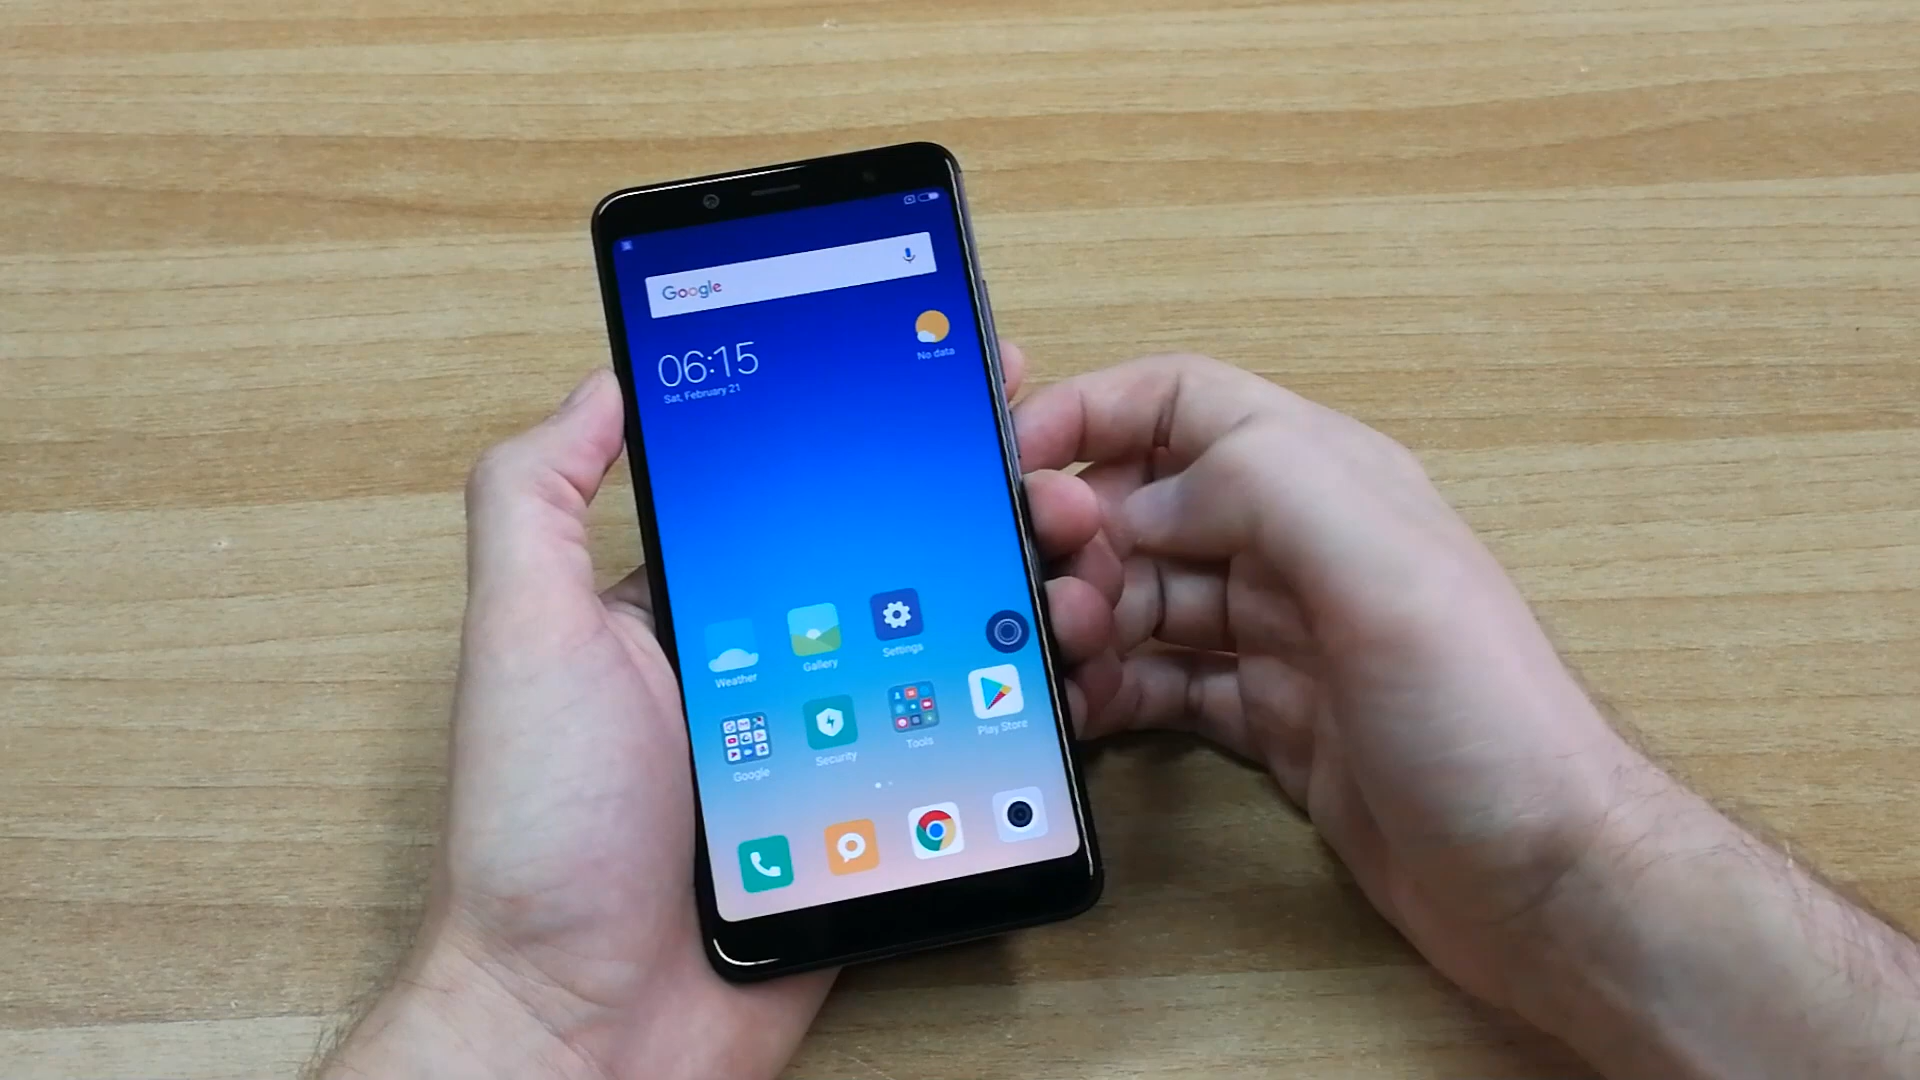 Google
06:15
Sat, February 21
No data
Weather
Gallery
Settings
Google
Security
Tools
Play Store